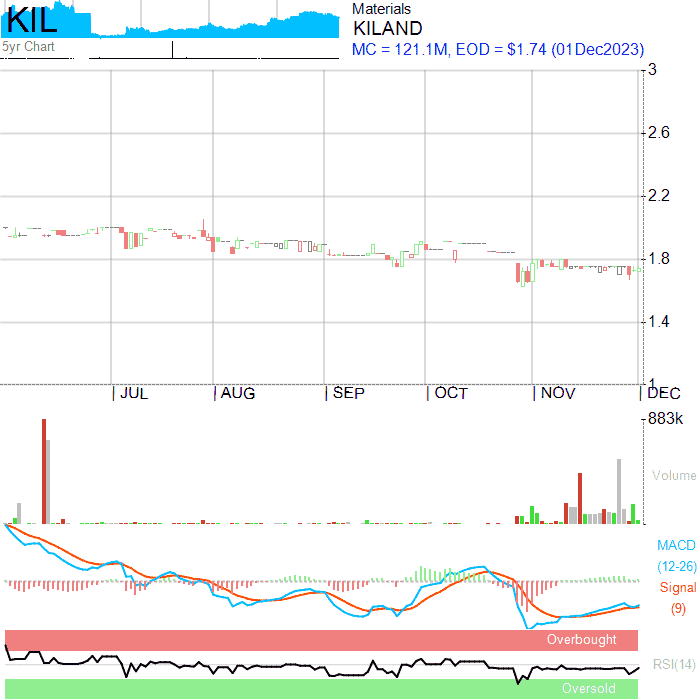 KIL
5yr Chart
Materials
KILAND
MC = 121.1M, EOD = $1.74 (01Dec2023)
3
2.6
2.2
1.8
1.4
1
JUL AUG SEP OCT NOV DEC
883k
Volume
MACD
(12-26)
Signal
(9)
Overbought
RSI(14)
Oversold